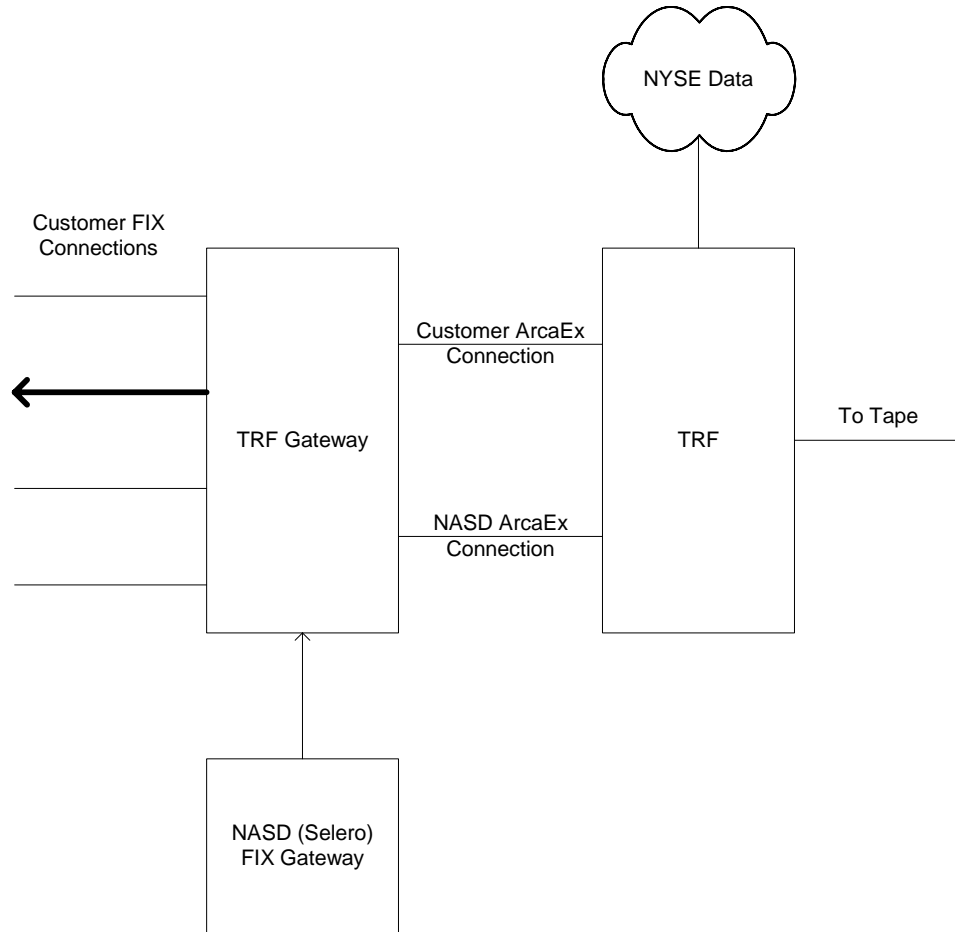 NYSE Data
Customer FIX
Connections
Customer ArcaEx
Connection
To Tape
TRF Gateway
TRF
NASD ArcaEx
Connection
NASD (Selero)
FIX Gateway